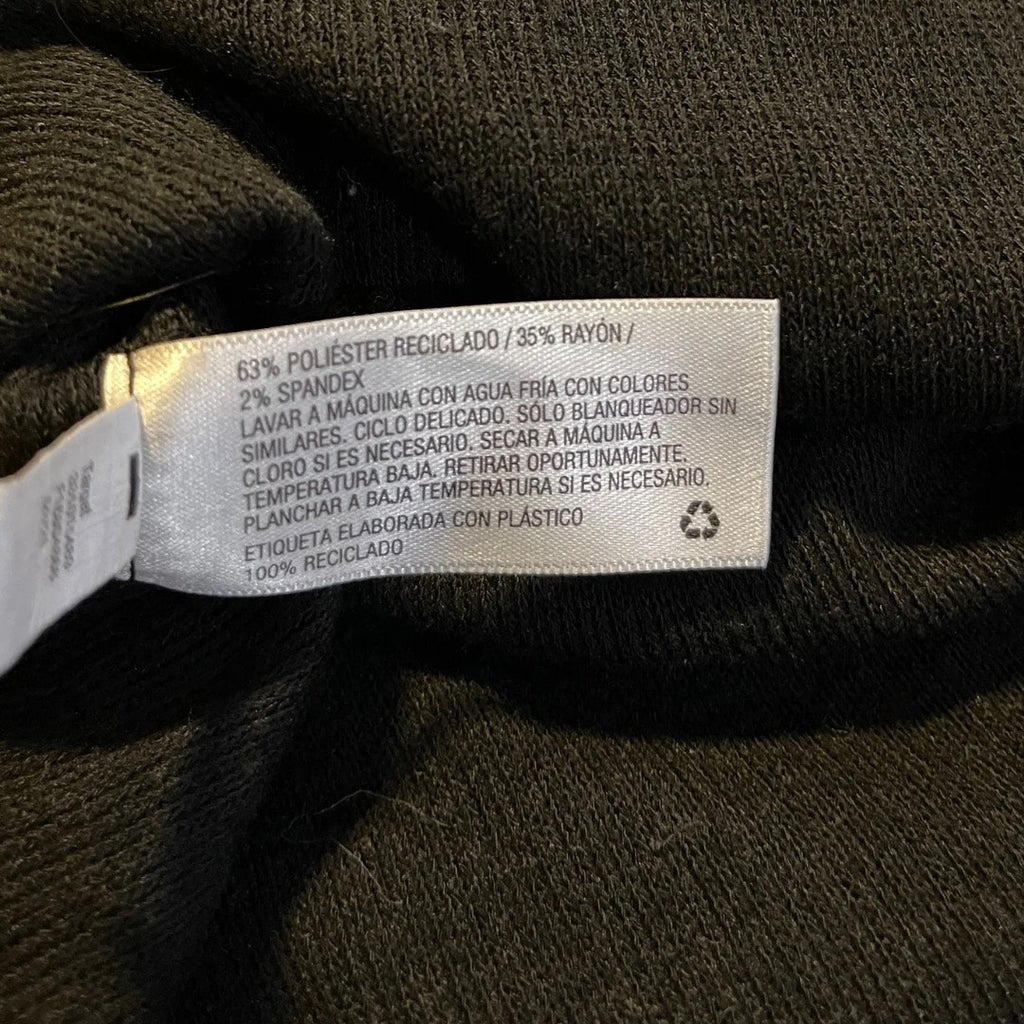 63% POLIÉSTER RECICLADO / 35% RAYÓN /
2% SPANDEX
LAVAR A MÁQUINA CON AGUA FRÍA CON COLORES
SIMILARES. CICLO DELICADO. SÓLO BLANQUEADOR SIN
CLORO SI ES NECESARIO. SECAR A MÁQUINA A
TEMPERATURA BAJA. RETIRAR OPORTUNAMENTE.
PLANCHAR A BAJA TEMPERATURA SI ES NECESARIO.
ETIQUETA ELABORADA CON PLÁSTICO
100% RECICLADO
Target